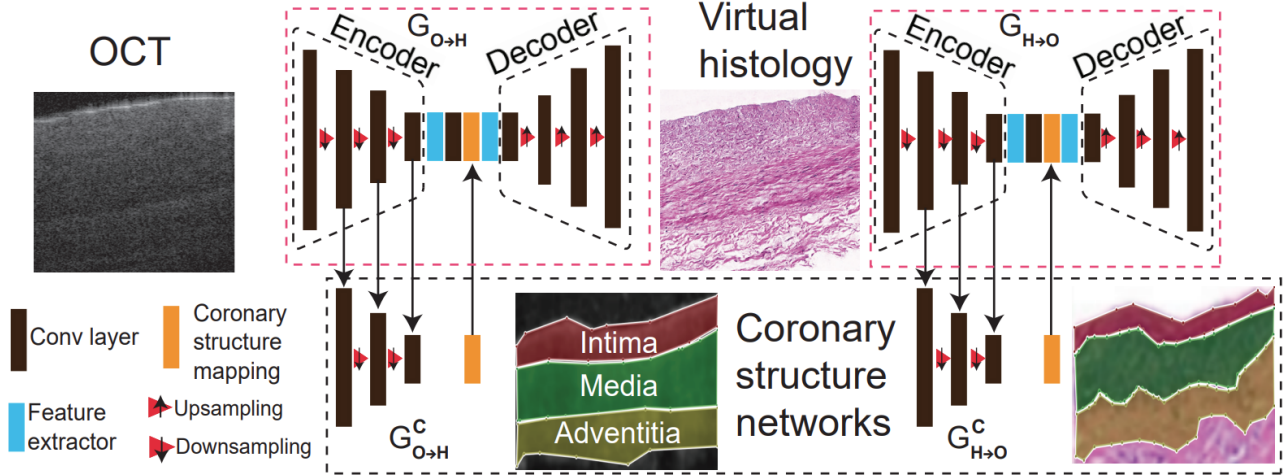 OCT
Encoder
G O→H
Decoder
Virtual
histology
Encoder
G H→O
Decoder
Conv layer
Coronary
structure
mapping
Feature
extractor
Upsampling
Downsampling
G C O→H
Intima
Media
Adventitia
Coronary
structure
networks
G C H→O